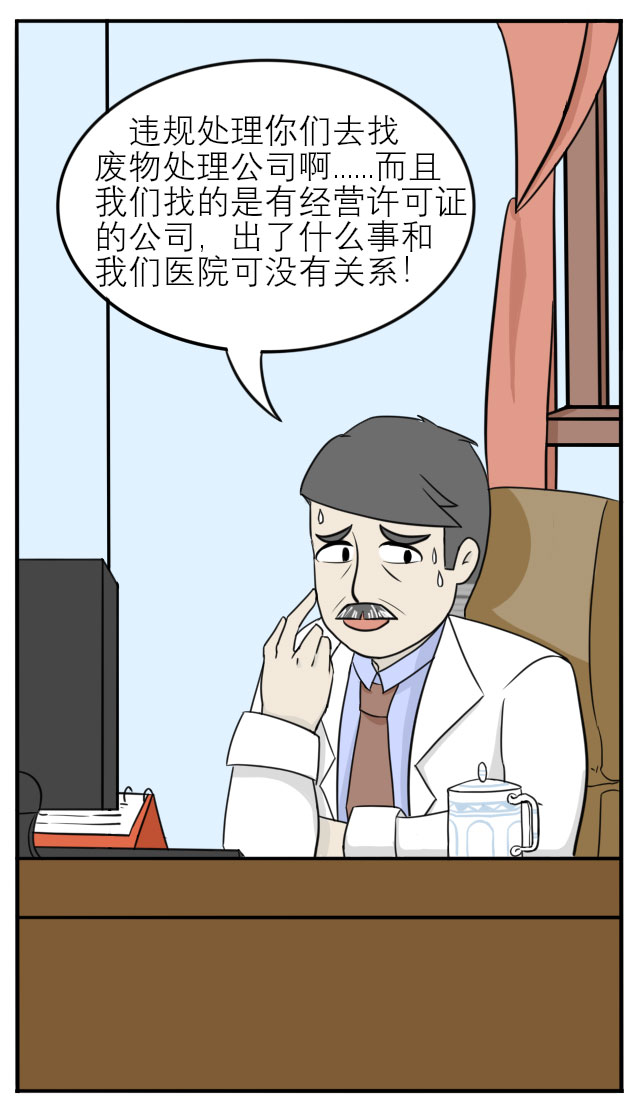 违规处理你们去找
废物处理公司啊……而且
我们找的是有经营许可证
的公司，出了什么事和
我们医院可没有关系！